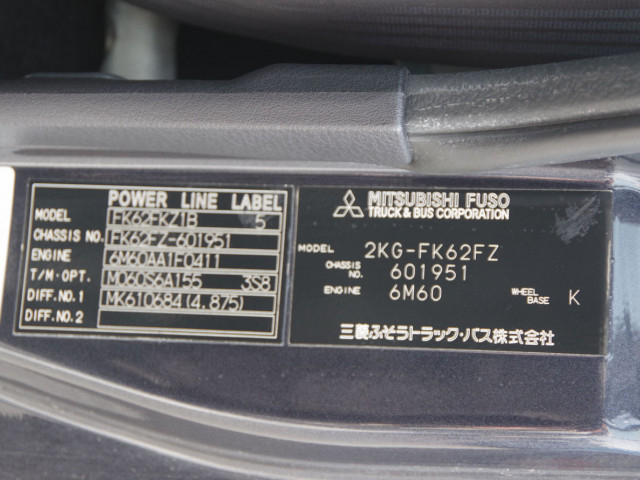 POWER LINE LABEL
MODEL FK62FKZ1B 5
CHASSIS NO. FK62FZ-601951
ENGINE 6M60AA1F0411
T/M.OPT. M060S6A155 3S8
DIFF.NO.1 MK610684(4.875)
DIFF.NO.2
MITSUBISHI FUSO
TRUCK & BUS CORPORATION
MODEL 2KG-FK62FZ
CHASSIS NO. 601951
ENGINE 6M60 WHEEL BASE K
三菱ふそうトラック・バス株式会社